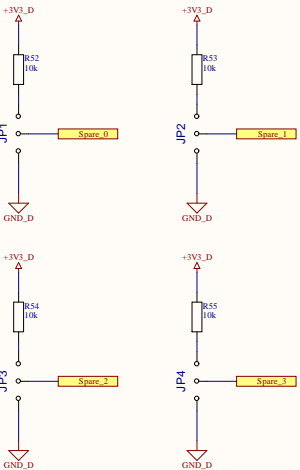 +3V3_D
+3V3_D
R52
10k
R53
10k
JP1
Spare_0
JP2
Spare_1
GND_D
GND_D
+3V3_D
+3V3_D
R54
10k
R55
10k
JP3
Spare_2
JP4
Spare_3
GND_D
GND_D